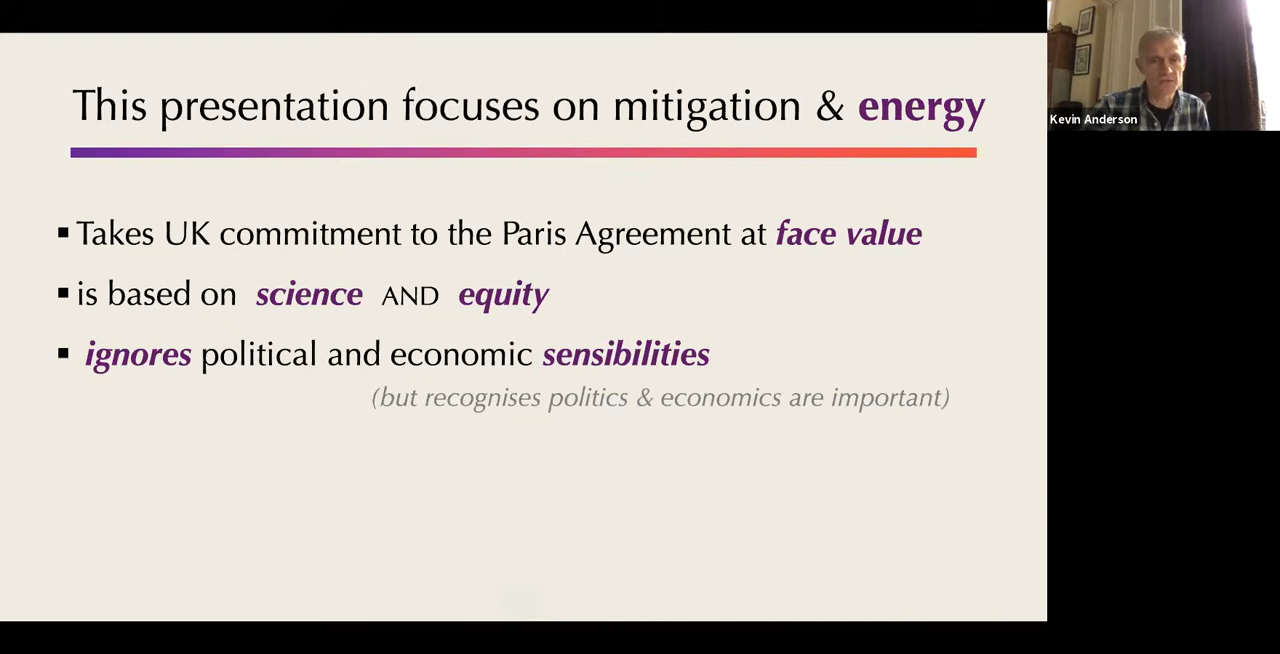 This presentation focuses on mitigation & energy
▪ Takes UK commitment to the Paris Agreement at face value
▪ is based on science AND equity
▪ ignores political and economic sensibilities
(but recognises politics & economics are important)
Kevin Anderson